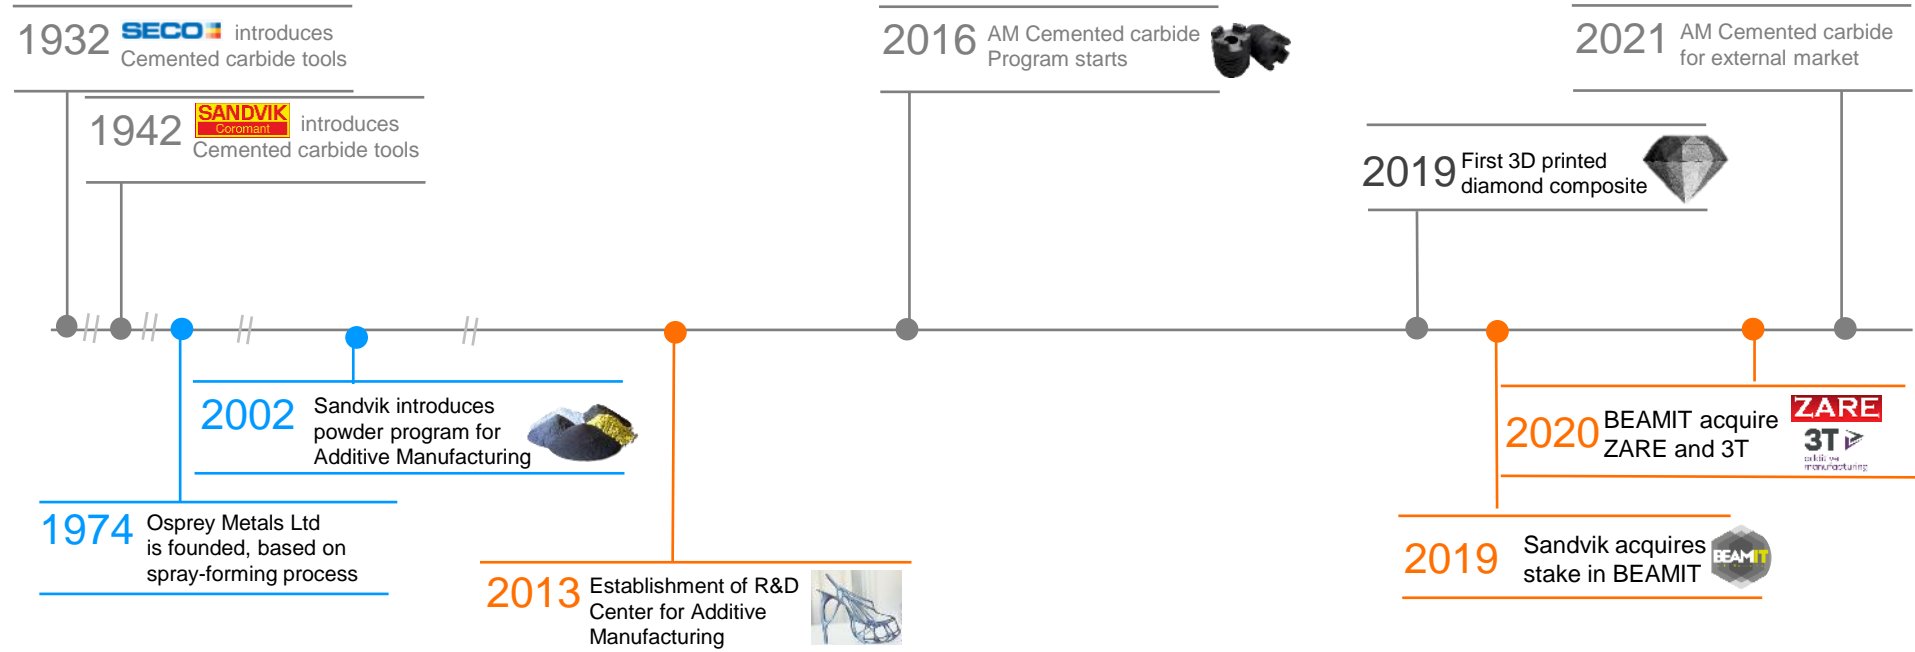 1932 SECO introduces
Cemented carbide tools
1942 SANDVIK
Coromant introduces
Cemented carbide tools
2016 AM Cemented carbide
Program starts
2021 AM Cemented carbide
for external market
2019 First 3D printed
diamond composite
2002 Sandvik introduces
powder program for
Additive Manufacturing
1974 Osprey Metals Ltd
is founded, based on
spray-forming process
2013 Establishment of R&D
Center for Additive
Manufacturing
2020 BEAMIT acquire
ZARE and 3T
ZARE
3T
additive
manufacturing
2019 Sandvik acquires
stake in BEAMIT
BEAMIT